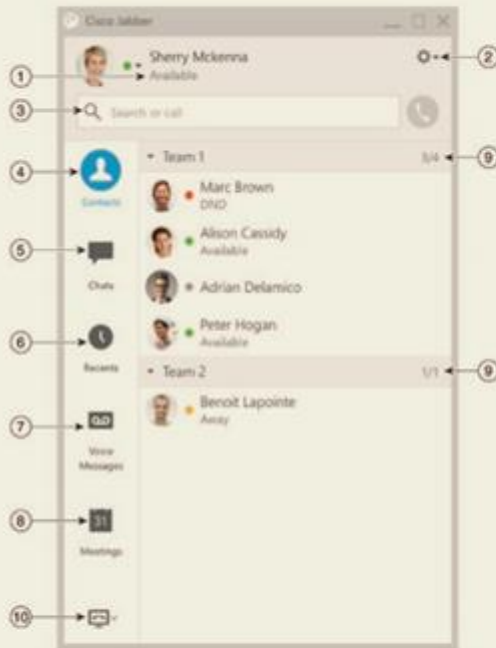 Cisco Jabber
Sherry Mckenna
1
Available
2
3
Search or call
Team 1
3/4
9
4
Contacts
Marc Brown
DND
5
Chats
Alison Cassidy
Available
Adrian Delamico
6
Recents
Peter Hogan
Available
Team 2
1/1
9
7
Voice
Messages
Benoit Lapointe
Away
8
31
Meetings
10